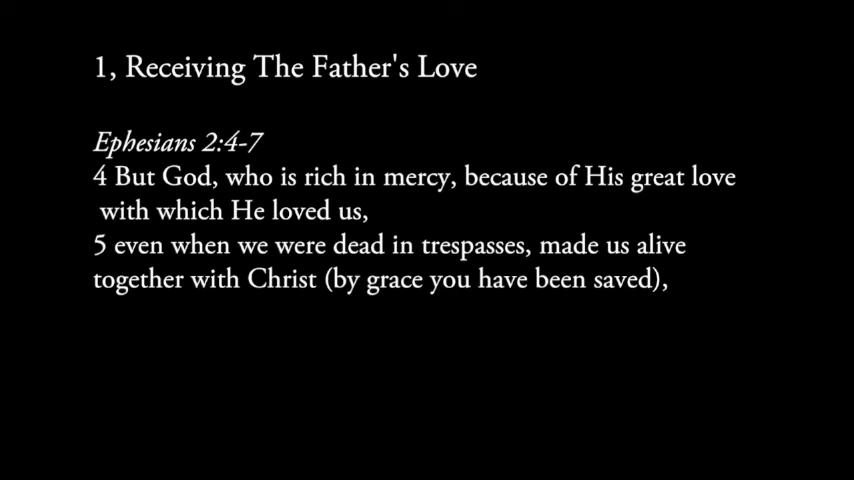 1, Receiving The Father's Love
Ephesians 2:4-7
4 But God, who is rich in mercy, because of His great love
with which He loved us,
5 even when we were dead in trespasses, made us alive
together with Christ (by grace you have been saved),